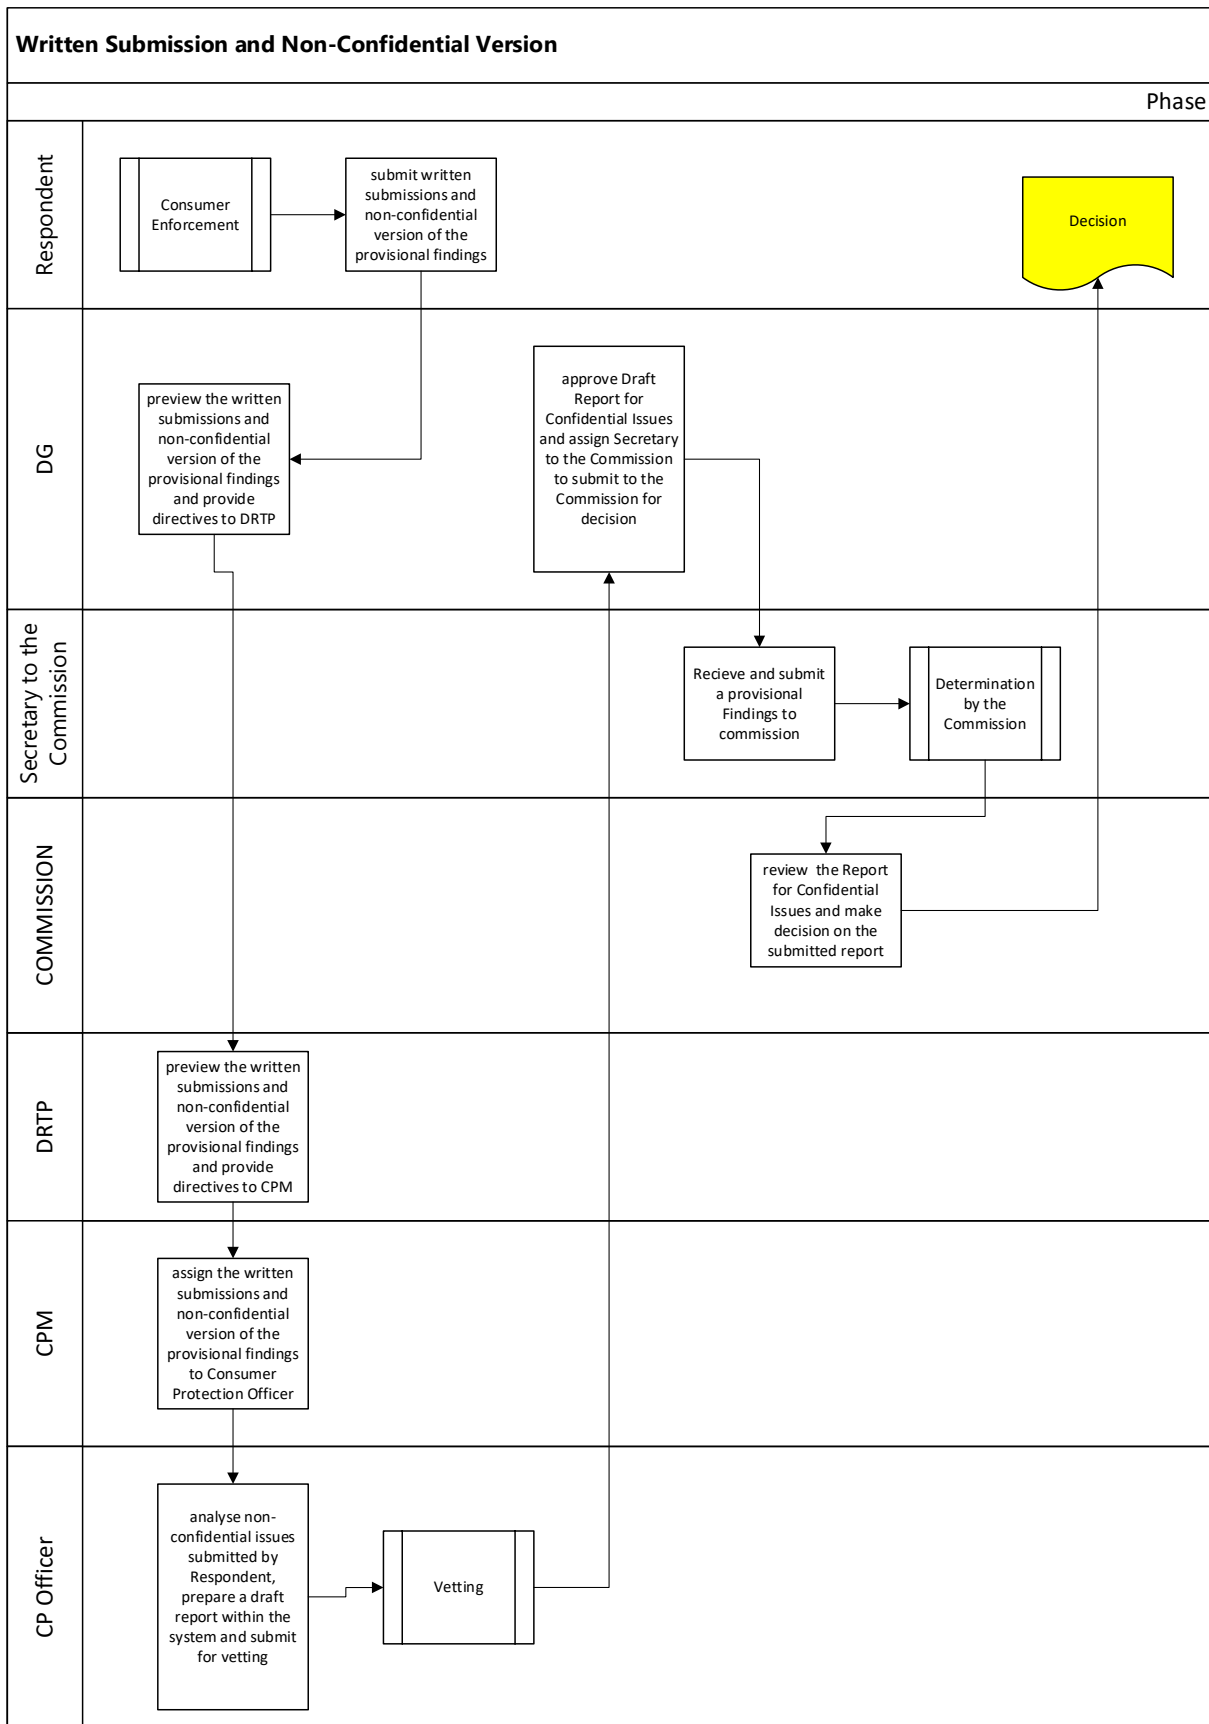 Written Submission and Non-Confidential Version
Phase
Respondent
Consumer
Enforcement
submit written
submissions and
non-confidential
version of the
provisional findings
Decision
DG
preview the written
submissions and
non-confidential
version of the
provisional findings
and provide
directives to DRTP
approve Draft
Report for
Confidential Issues
and assign Secretary
to the Commission
to submit to the
Commission for
decision
Secretary to the
Commission
Recieve and submit
a provisional
Findings to
commission
Determination
by the
Commission
COMMISSION
review  the Report
for Confidential
Issues and make
decision on the
submitted report
DRTP
preview the written
submissions and
non-confidential
version of the
provisional findings
and provide
directives to CPM
CPM
assign the written
submissions and
non-confidential
version of the
provisional findings
to Consumer
Protection Officer
CP Officer
analyse non-
confidential issues
submitted by
Respondent,
prepare a draft
report within the
system and submit
for vetting
Vetting